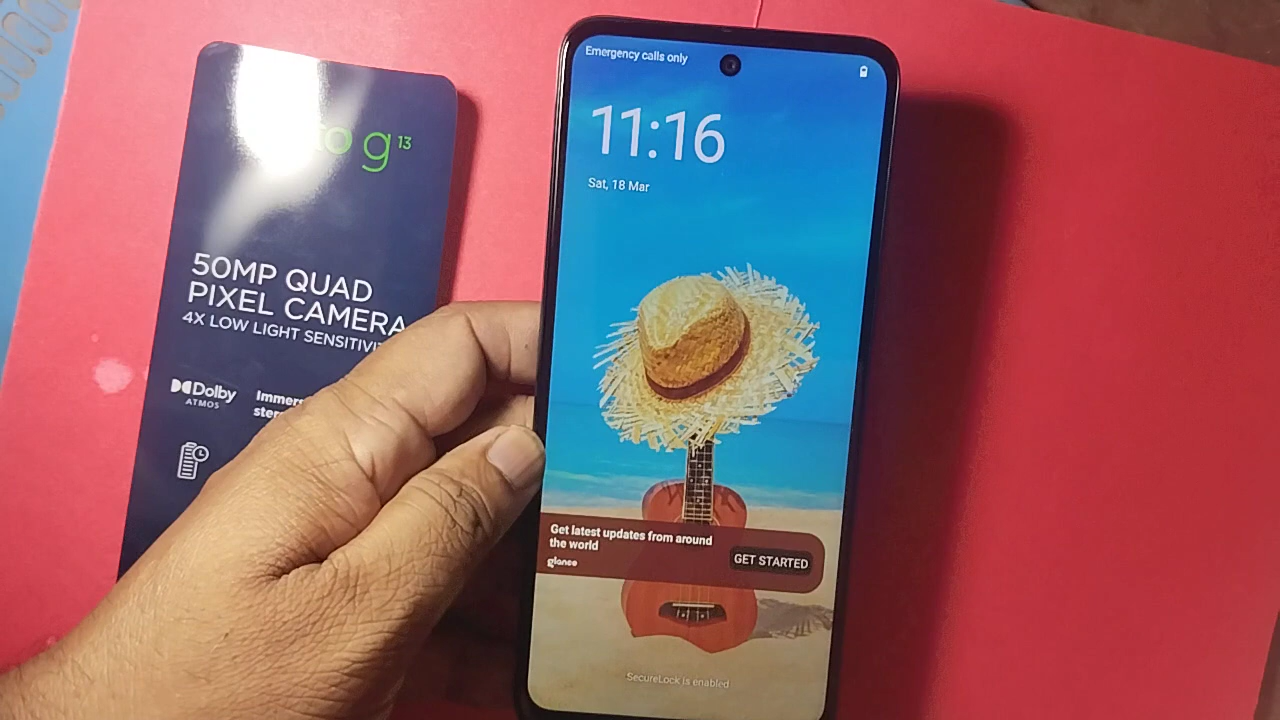 g 13
50MP QUAD
PIXEL CAMERA
4X LOW LIGHT
Dolby
ATMOS
Emergency calls only
11:16
Sat, 18 Mar
Get latest updates from around
the world
glance
GET STARTED
SecureLock is enabled